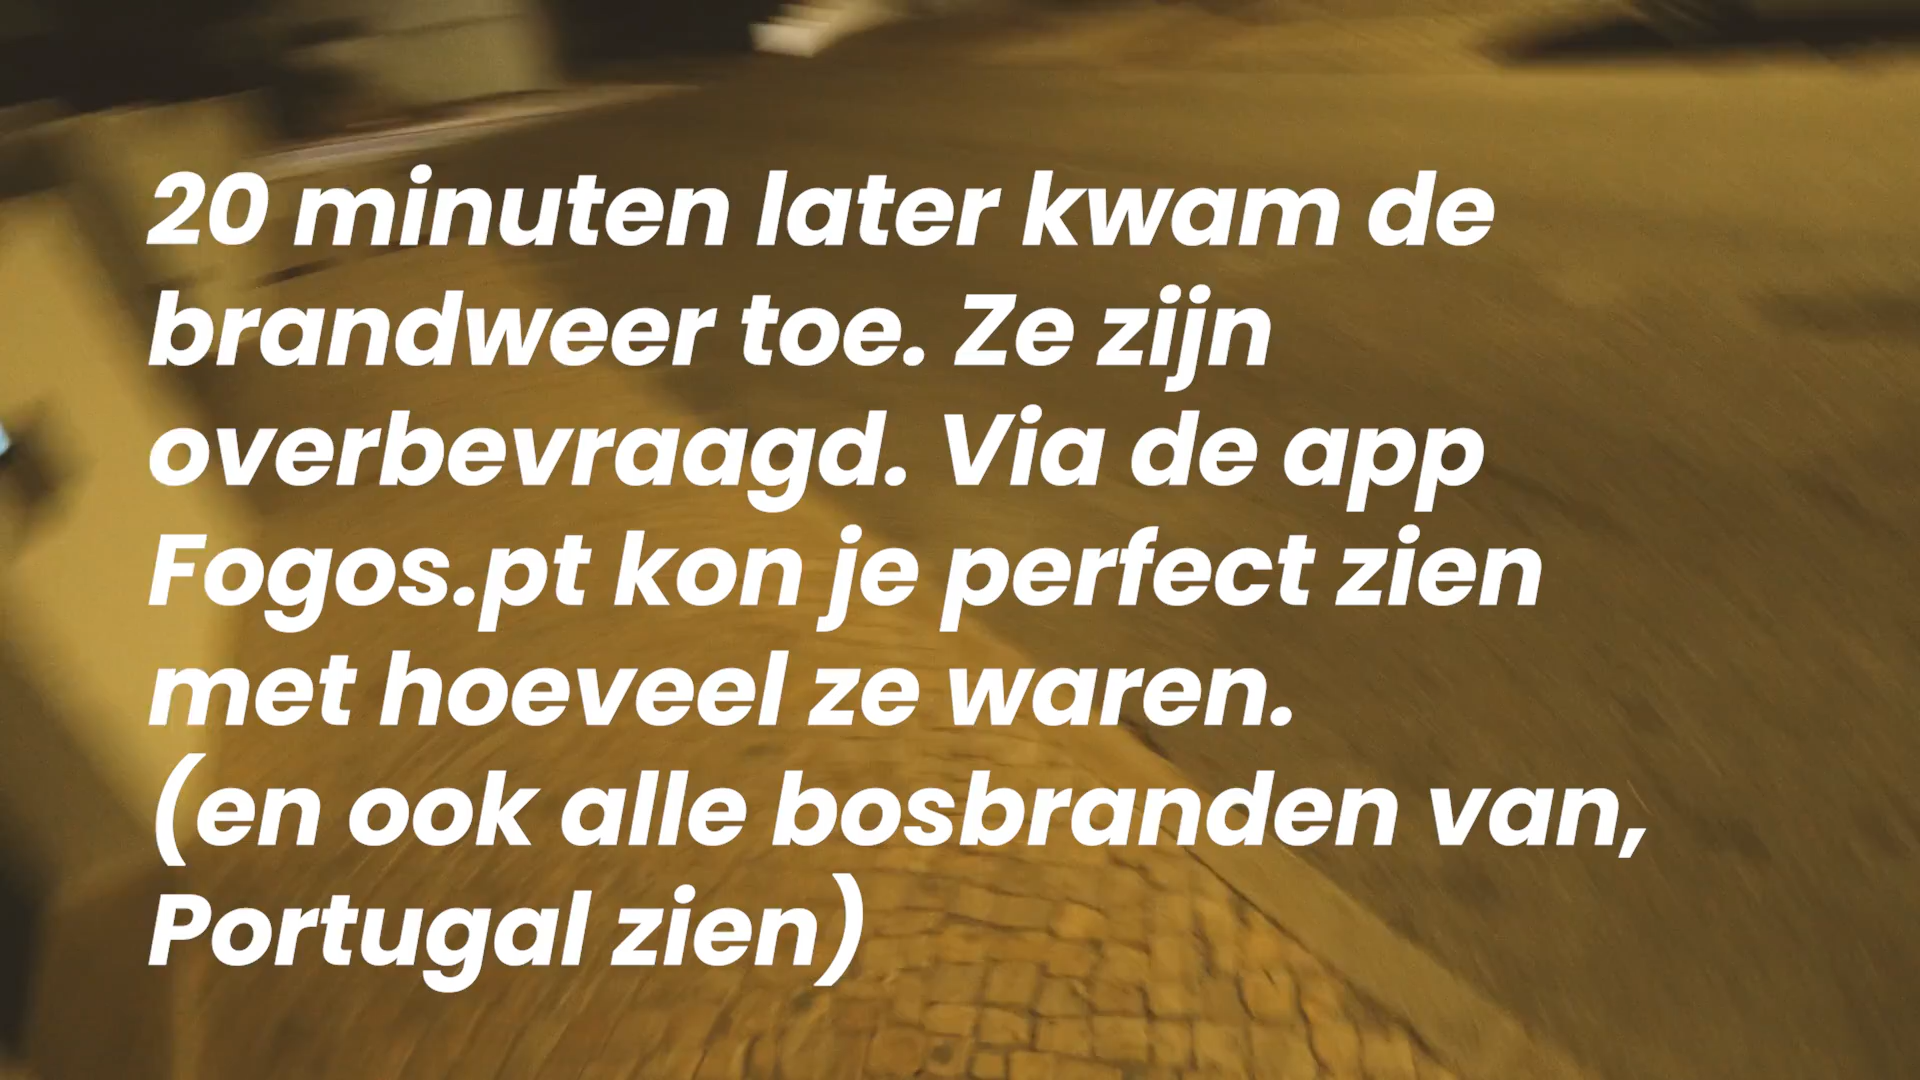 20 minuten later kwam de
brandweer toe. Ze zijn
overbevraagd. Via de app
Fogos.pt kon je perfect zien
met hoeveel ze waren.
(en ook alle bosbranden van,
Portugal zien)